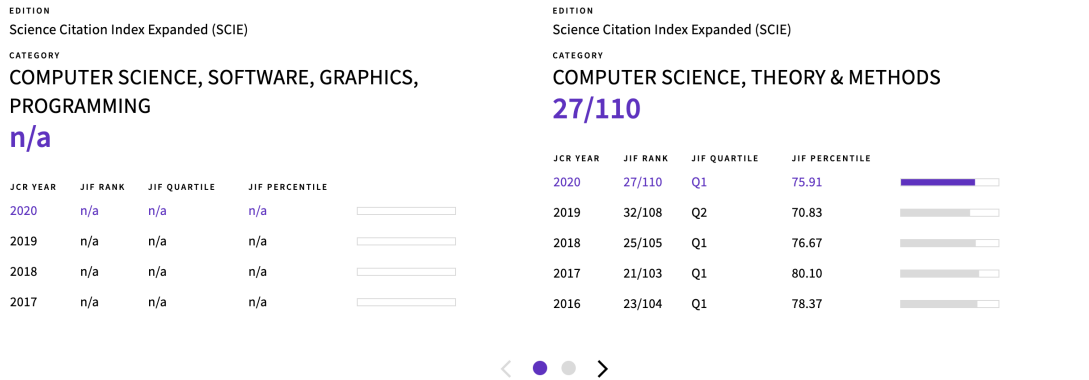 EDITION
Science Citation Index Expanded (SCIE)
CATEGORY
COMPUTER SCIENCE, SOFTWARE, GRAPHICS,
PROGRAMMING
n/a
JCR YEAR JIF RANK JIF QUARTILE JIF PERCENTILE
2020 n/a n/a n/a
2019 n/a n/a n/a
2018 n/a n/a n/a
2017 n/a n/a n/a
EDITION
Science Citation Index Expanded (SCIE)
CATEGORY
COMPUTER SCIENCE, THEORY & METHODS
27/110
JCR YEAR JIF RANK JIF QUARTILE JIF PERCENTILE
2020 27/110 Q1 75.91
2019 32/108 Q2 70.83
2018 25/105 Q1 76.67
2017 21/103 Q1 80.10
2016 23/104 Q1 78.37